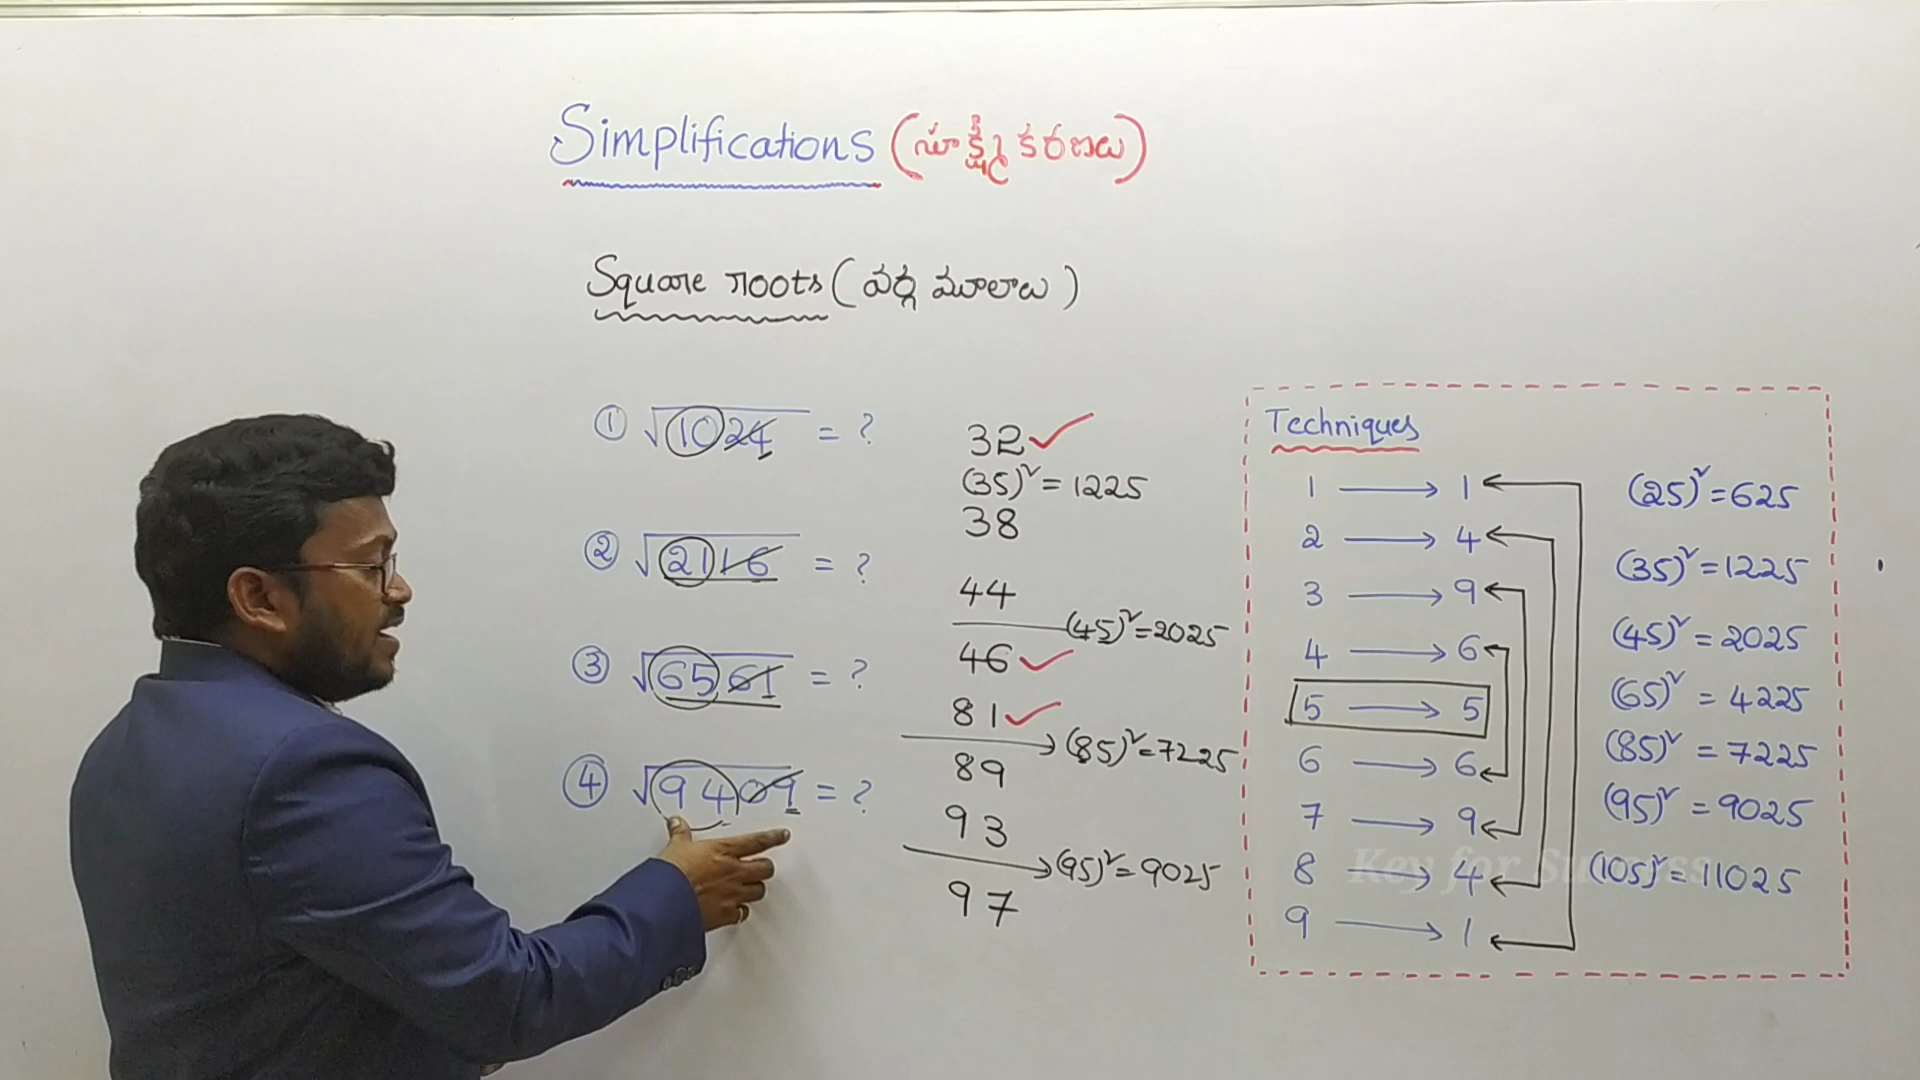 Simplifications (సూక్ష్మీకరణలు)
Square roots (వర్గ మూలాలు)
① √1024 = ?
32
(35)² = 1225
38
② √2116 = ?
44
(45)² = 2025
46
③ √6561 = ?
81
(85)² = 7225
89
④ √9409 = ?
93
(95)² = 9025
97
Techniques
1 → 1
2 → 4
3 → 9
4 → 6
5 → 5
6 → 6
7 → 9
8 → 4
9 → 1
(25)² = 625
(35)² = 1225
(45)² = 2025
(65)² = 4225
(85)² = 7225
(95)² = 9025
(105)² = 11025
Key for Success